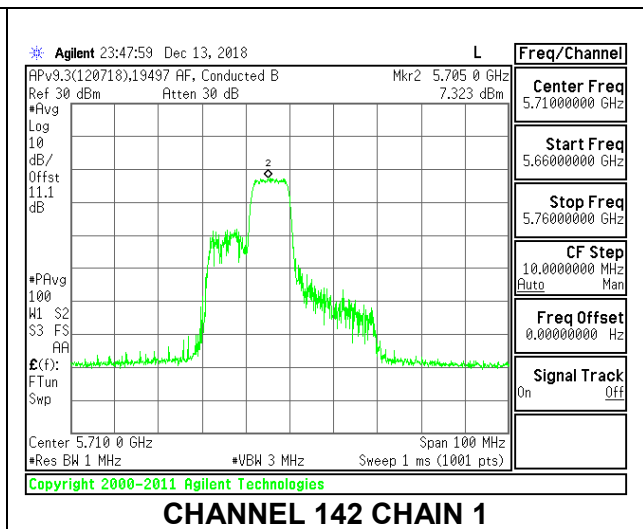 Agilent 23:47:59 Dec 13, 2018 L Freq/Channel
APv9.3(120718),19497 AF, Conducted B Mkr2 5.705 0 GHz
Ref 30 dBm Atten 30 dB 7.323 dBm
#Avg
Log
10
dB/
Offst
11.1
dB
#PAvg
100
W1 S2
S3 FS
AA
£(f):
FTun
Swp
2
Center 5.710 0 GHz Span 100 MHz
#Res BW 1 MHz #VBW 3 MHz Sweep 1 ms (1001 pts)
Center Freq
5.71000000 GHz
Start Freq
5.66000000 GHz
Stop Freq
5.76000000 GHz
CF Step
10.0000000 MHz
Auto Man
Freq Offset
0.00000000 Hz
Signal Track
On Off
Copyright 2000-2011 Agilent Technologies
CHANNEL 142 CHAIN 1